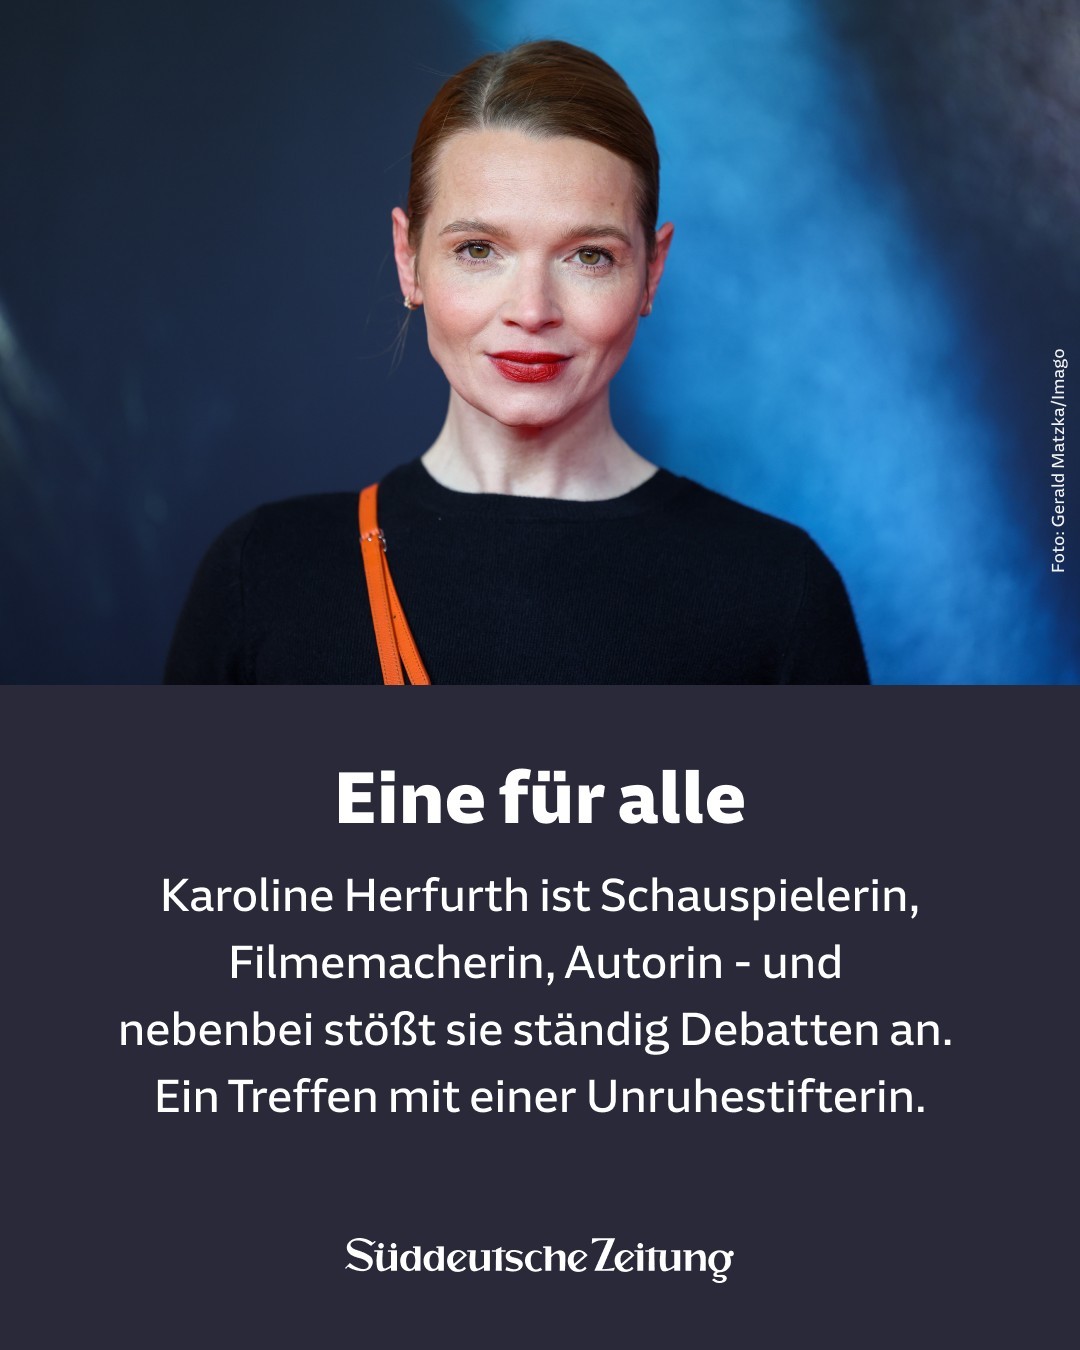 Foto: Gerald Matzka/Imago
Eine für alle
Karoline Herfurth ist Schauspielerin,
Filmemacherin, Autorin - und
nebenbei stößt sie ständig Debatten an.
Ein Treffen mit einer Unruhestifterin.
Süddeutsche Zeitung